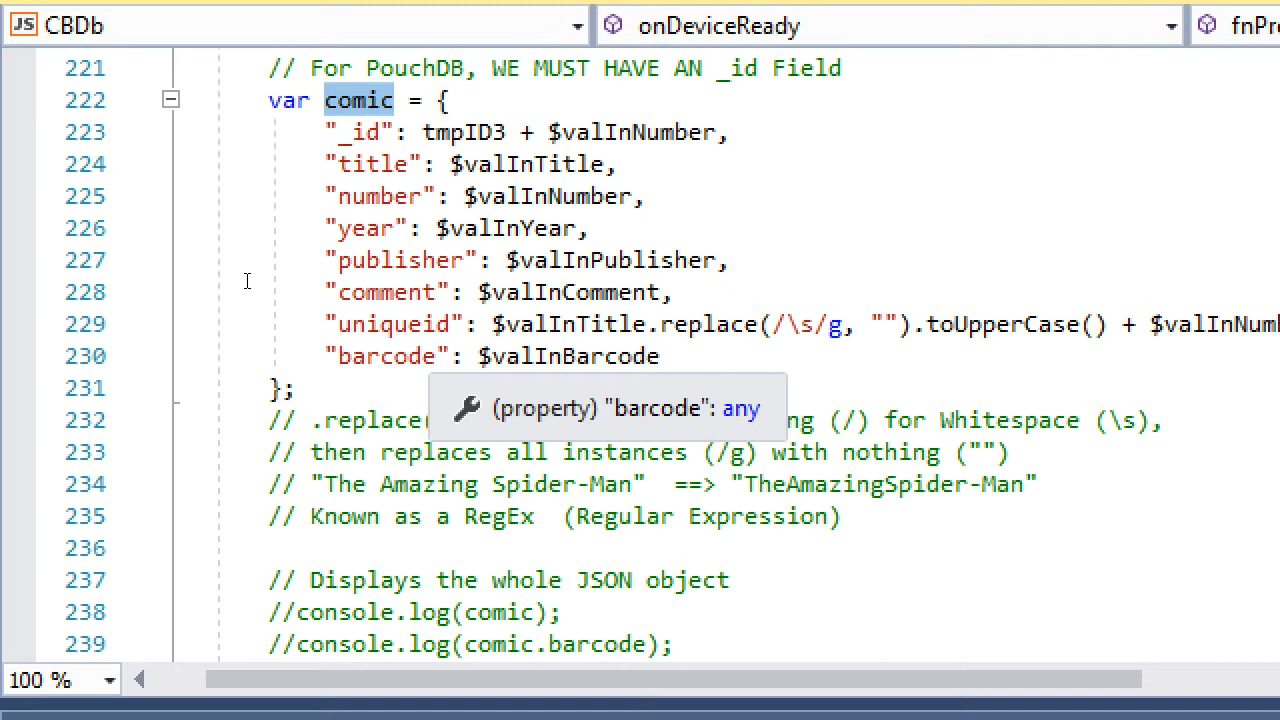 JS CBDb onDeviceReady fnPre
221 // For PouchDB, WE MUST HAVE AN _id Field
222 var comic = {
223 "_id": tmpID3 + $valInNumber,
224 "title": $valInTitle,
225 "number": $valInNumber,
226 "year": $valInYear,
227 "publisher": $valInPublisher,
228 "comment": $valInComment,
229 "uniqueid": $valInTitle.replace(/\s/g, "").toUpperCase() + $valInNum
230 "barcode": $valInBarcode
231 };
(property) "barcode": any
232 // .replace( ng (/) for Whitespace (\s),
233 // then replaces all instances (/g) with nothing ("")
234 // "The Amazing Spider-Man" ==> "TheAmazingSpider-Man"
235 // Known as a RegEx (Regular Expression)
236
237 // Displays the whole JSON object
238 //console.log(comic);
239 //console.log(comic.barcode);
100 %